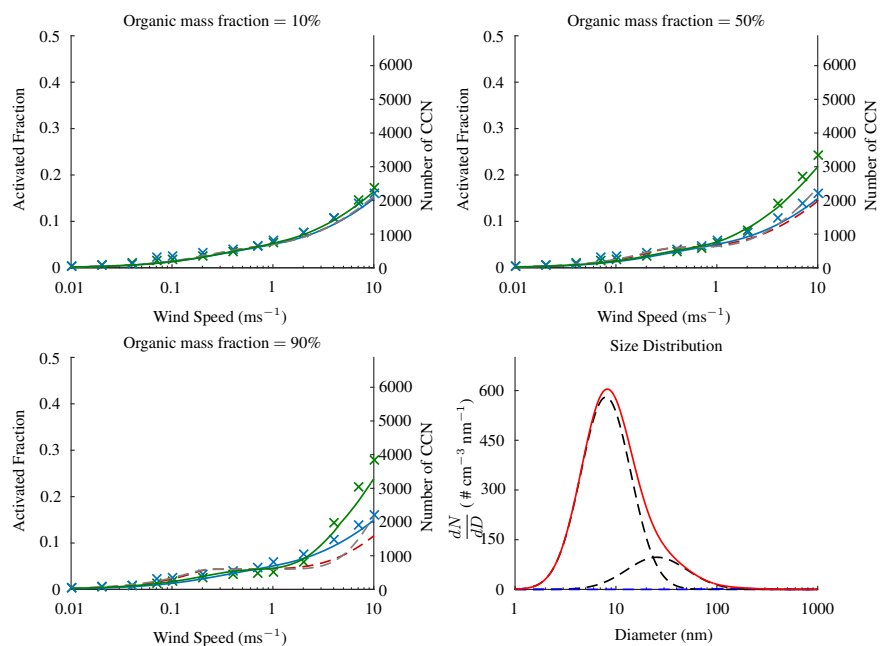 Organic mass fraction = 10%
0.5
0.4
0.3
0.2
0.1
0
Activated Fraction
6000
5000
4000
3000
2000
1000
0
Number of CCN
0.01 0.1 1 10
Wind Speed (ms⁻¹)
Organic mass fraction = 50%
0.5
0.4
0.3
0.2
0.1
0
Activated Fraction
6000
5000
4000
3000
2000
1000
0
Number of CCN
0.01 0.1 1 10
Wind Speed (ms⁻¹)
Organic mass fraction = 90%
0.5
0.4
0.3
0.2
0.1
0
Activated Fraction
6000
5000
4000
3000
2000
1000
0
Number of CCN
0.01 0.1 1 10
Wind Speed (ms⁻¹)
Size Distribution
600
450
300
150
0
dN/dD ( # cm⁻³ nm⁻¹)
1 10 100 1000
Diameter (nm)